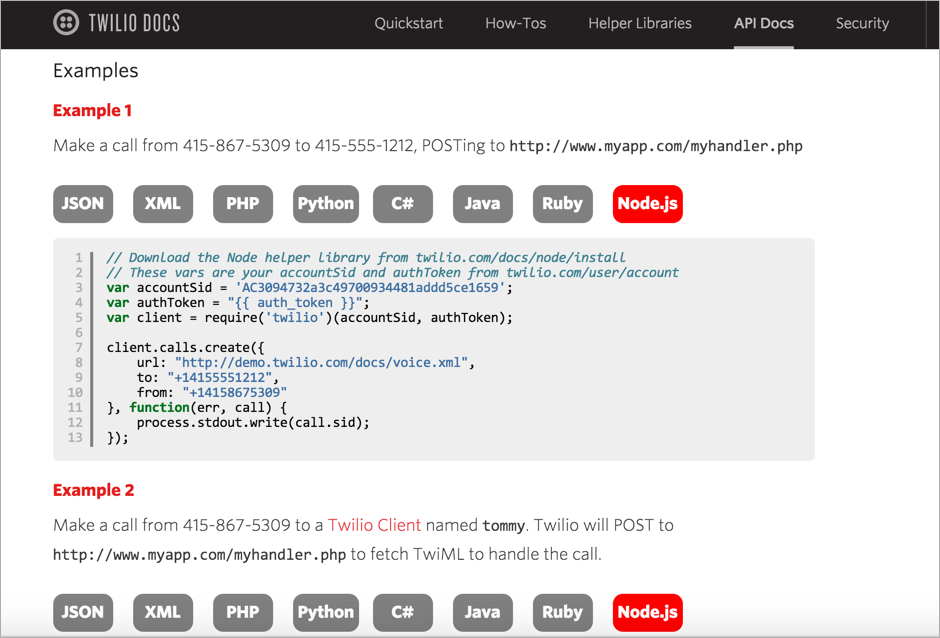 TWILIO DOCS Quickstart How-Tos Helper Libraries API Docs Security
Examples
Example 1
Make a call from 415-867-5309 to 415-555-1212, POSTing to http://www.myapp.com/myhandler.php
JSON XML PHP Python C# Java Ruby Node.js
1 // Download the Node helper library from twilio.com/docs/node/install
2 // These vars are your accountSid and authToken from twilio.com/user/account
3 var accountSid = 'AC3094732a3c49700934481addd5ce1659';
4 var authToken = "{{ auth_token }}";
5 var client = require('twilio')(accountSid, authToken);
6
7 client.calls.create({
8 url: "http://demo.twilio.com/docs/voice.xml",
9 to: "+14155551212",
10 from: "+14158675309"
11 }, function(err, call) {
12 process.stdout.write(call.sid);
13 });
Example 2
Make a call from 415-867-5309 to a Twilio Client named tommy. Twilio will POST to
http://www.myapp.com/myhandler.php to fetch TwiML to handle the call.
JSON XML PHP Python C# Java Ruby Node.js